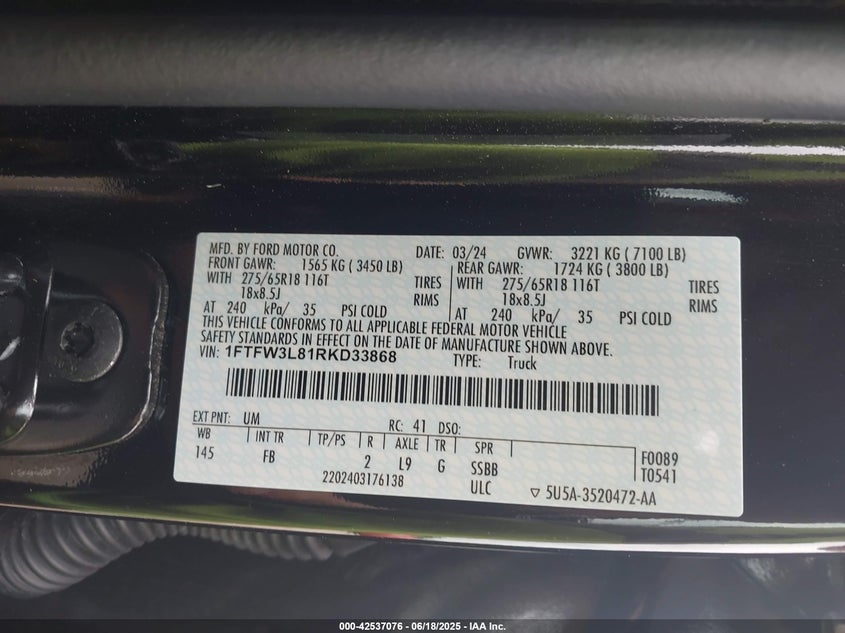 MFD. BY FORD MOTOR CO. DATE: 03/24 GVWR: 3221 KG ( 7100 LB)
FRONT GAWR: 1565 KG ( 3450 LB) REAR GAWR: 1724 KG ( 3800 LB)
WITH 275/65R18 116T TIRES WITH 275/65R18 116T TIRES
18x8.5J RIMS 18x8.5J RIMS
AT 240 kPa/ 35 PSI COLD AT 240 kPa/ 35 PSI COLD
THIS VEHICLE CONFORMS TO ALL APPLICABLE FEDERAL MOTOR VEHICLE
SAFETY STANDARDS IN EFFECT ON THE DATE OF MANUFACTURE SHOWN ABOVE.
VIN: 1FTFW3L81RKD33868 TYPE: Truck
EXT PNT: UM RC: 41 DSO:
WB INT TR TP/PS R AXLE TR SPR F0089
145 FB 2 L9 G SSBB T0541
2202403176138 ULC ▽ 5U5A-3520472-AA
000-42537076 - 06/18/2025 - IAA Inc.